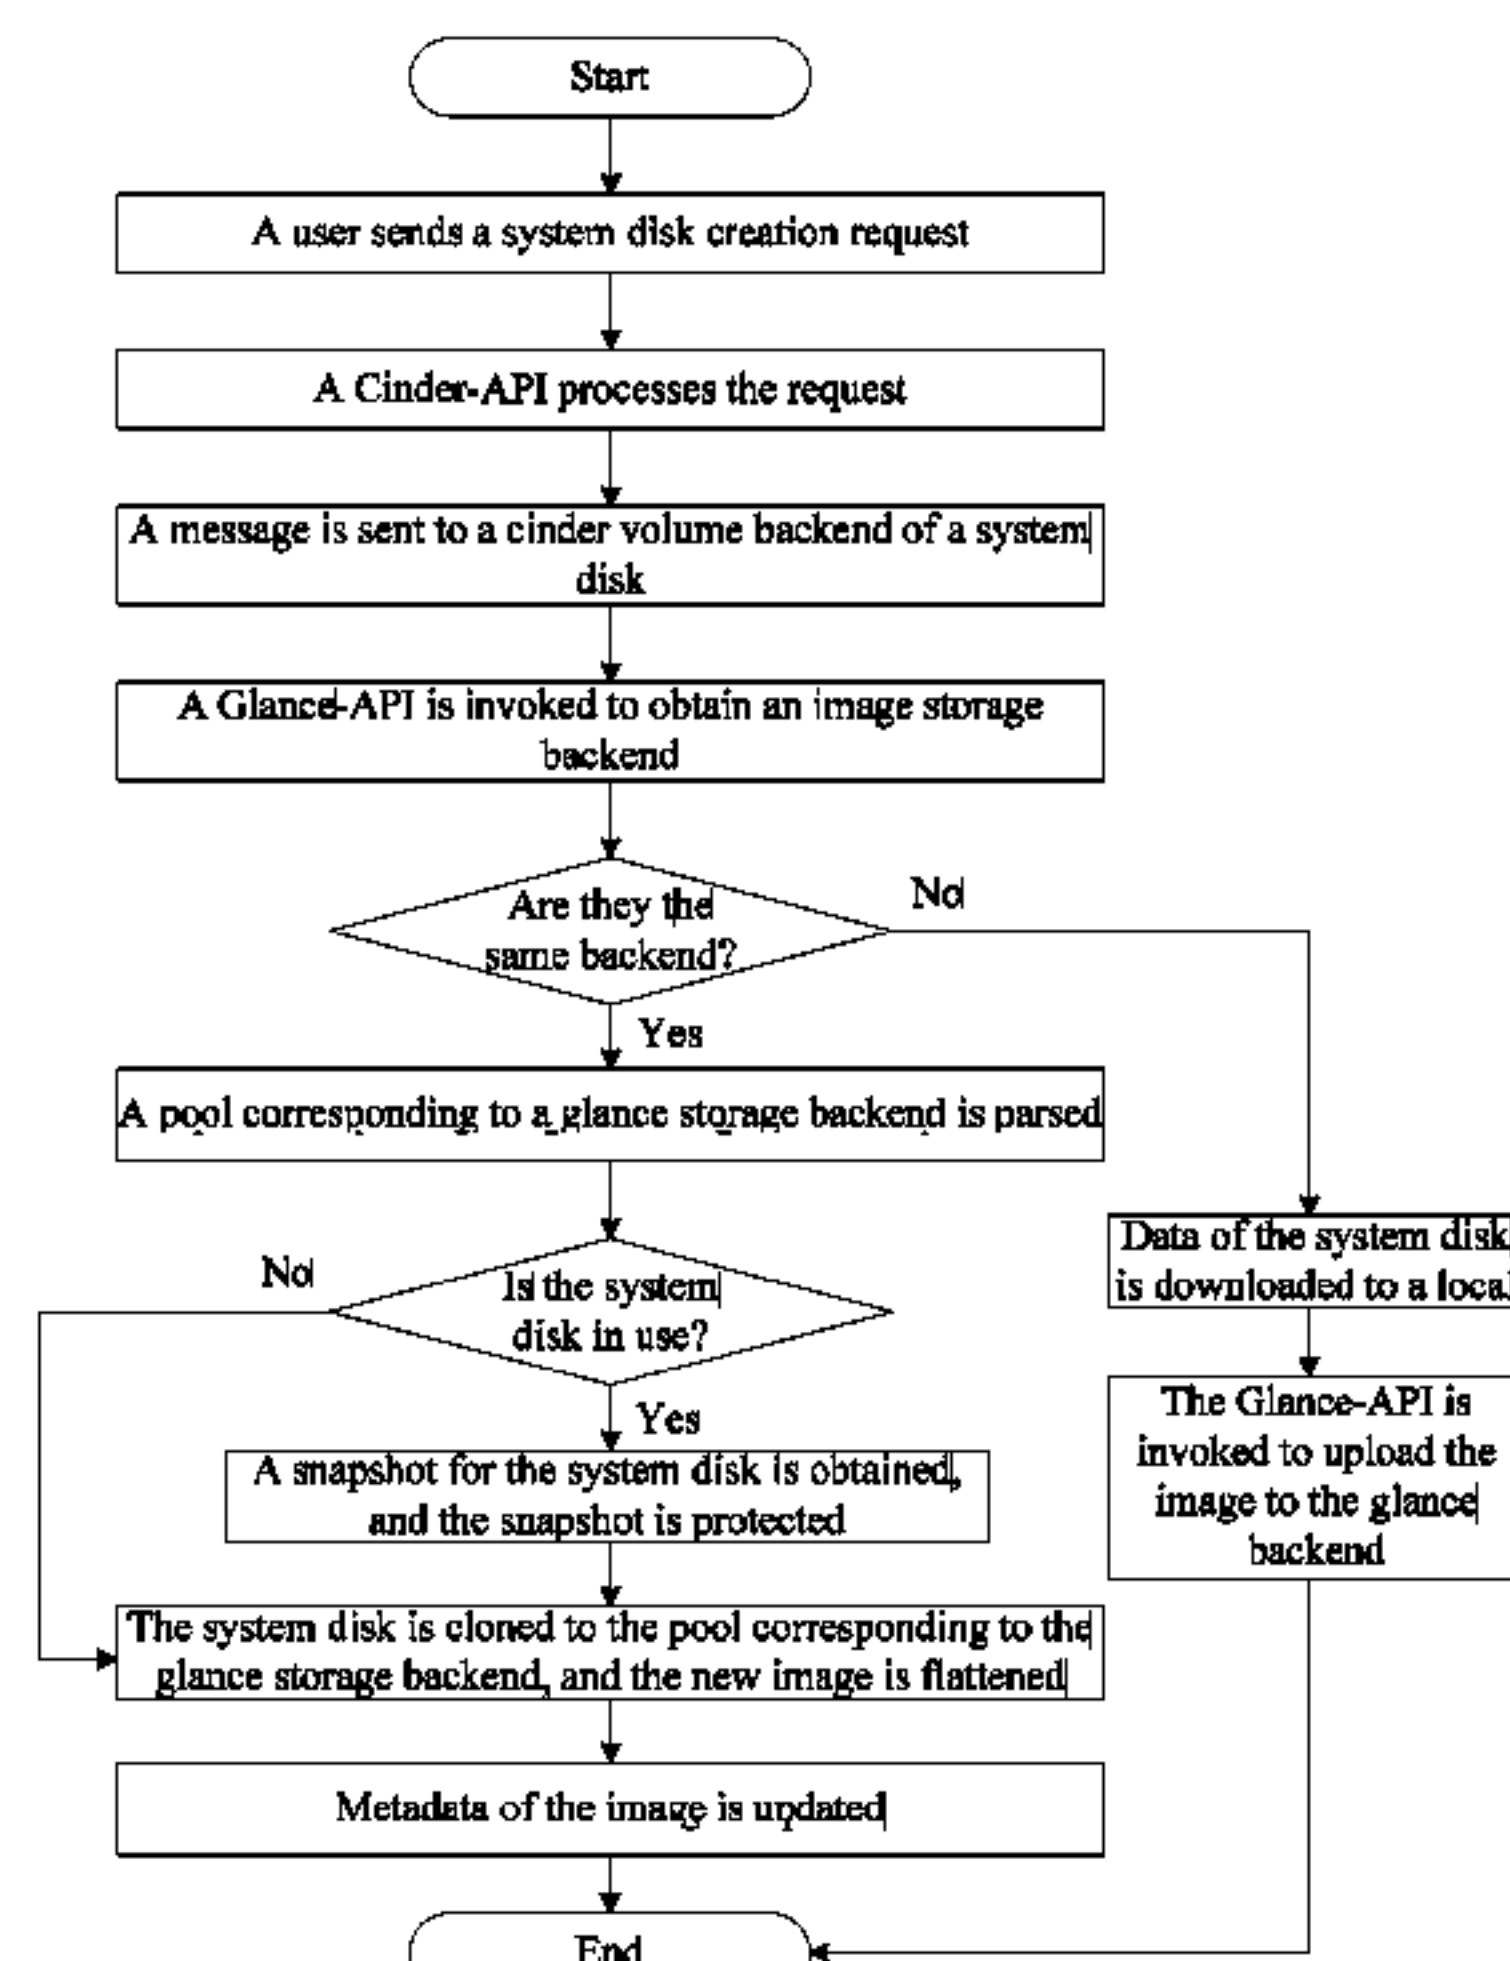 Start
A user sends a system disk creation request
A Cinder-API processes the request
A message is sent to a cinder volume backend of a system
disk
A Glance-API is invoked to obtain an image storage
backend
Are they the
same backend?
No
Yes
A pool corresponding to a glance storage backend is parsed
Is the system
disk in use?
No
Yes
Data of the system disk
is downloaded to a local
The Glance-API is
invoked to upload the
image to the glance
backend
A snapshot for the system disk is obtained,
and the snapshot is protected
The system disk is cloned to the pool corresponding to the
glance storage backend, and the new image is flattened
Metadata of the image is updated
End